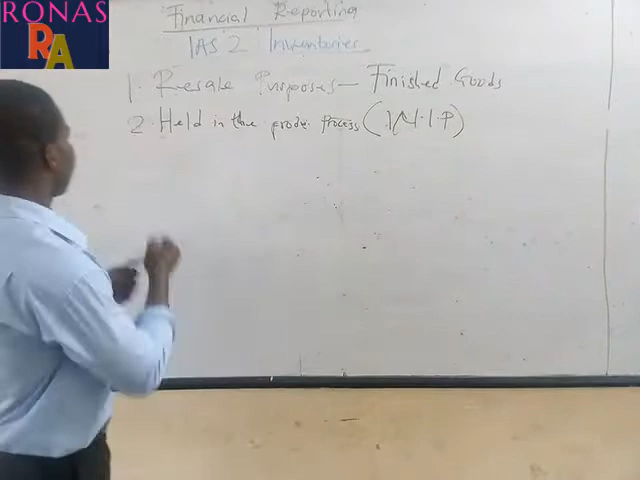 RONAS
RA
Financial Reporting
IAS 2 Inventories
1. Resale Purposes — Finished Goods
2. Held in the prodn process (W.I.P)